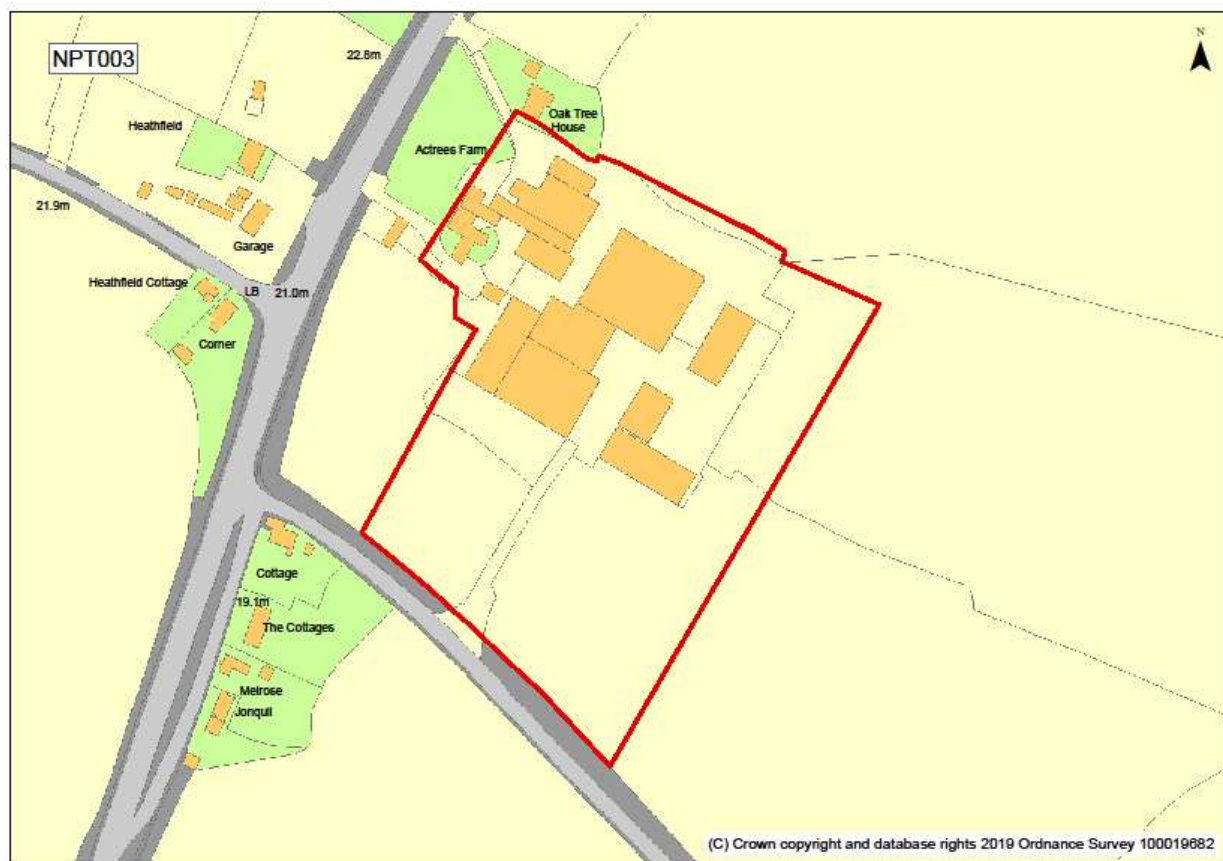 NPT003
22.8m
N
Oak Tree
House
Heathfield
Actrees Farm
21.9m
Garage
Heathfield Cottage
LB
21.0m
Corner
Cottage
19.1m
The Cottages
Melrose
Jonquil
(C) Crown copyright and database rights 2019 Ordnance Survey 100019682